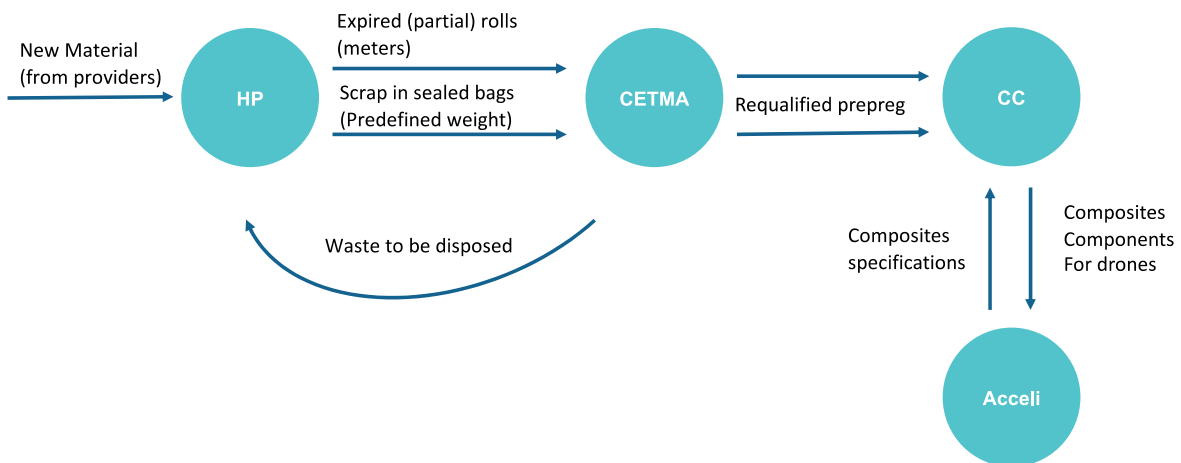 New Material
(from providers)
HP
Expired (partial) rolls
(meters)
Scrap in sealed bags
(Predefined weight)
CETMA
Requalified prepreg
CC
Waste to be disposed
Composites
specifications
Composites
Components
For drones
Acceli